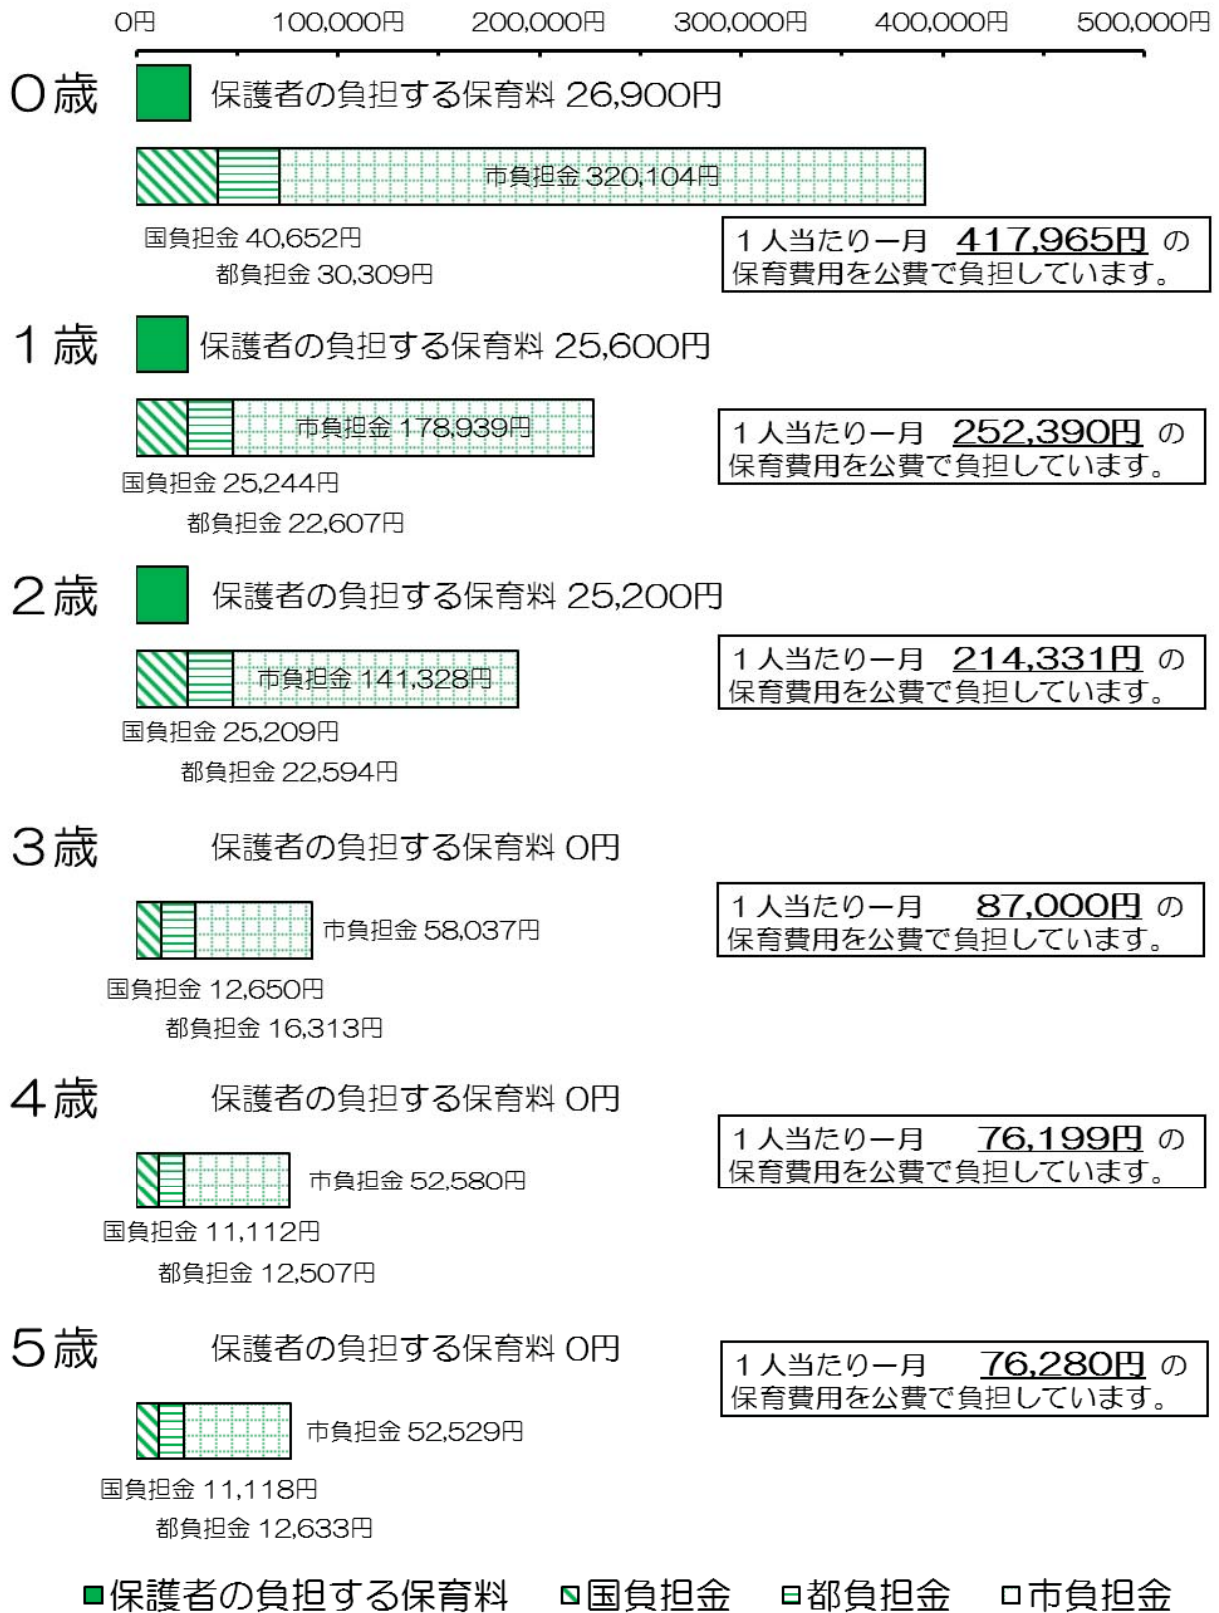 0円 100,000円 200,000円 300,000円 400,000円 500,000円
0歳 保護者の負担する保育料 26,900円
市負担金 320,104円
国負担金 40,652円
都負担金 30,309円
1人当たり一月 417,965円 の
保育費用を公費で負担しています。
1歳 保護者の負担する保育料 25,600円
市負担金 178,939円
国負担金 25,244円
都負担金 22,607円
1人当たり一月 252,390円 の
保育費用を公費で負担しています。
2歳 保護者の負担する保育料 25,200円
市負担金 141,328円
国負担金 25,209円
都負担金 22,594円
1人当たり一月 214,331円 の
保育費用を公費で負担しています。
3歳 保護者の負担する保育料 0円
市負担金 58,037円
国負担金 12,650円
都負担金 16,313円
1人当たり一月 87,000円 の
保育費用を公費で負担しています。
4歳 保護者の負担する保育料 0円
市負担金 52,580円
国負担金 11,112円
都負担金 12,507円
1人当たり一月 76,199円 の
保育費用を公費で負担しています。
5歳 保護者の負担する保育料 0円
市負担金 52,529円
国負担金 11,118円
都負担金 12,633円
1人当たり一月 76,280円 の
保育費用を公費で負担しています。
保護者の負担する保育料 国負担金 都負担金 市負担金